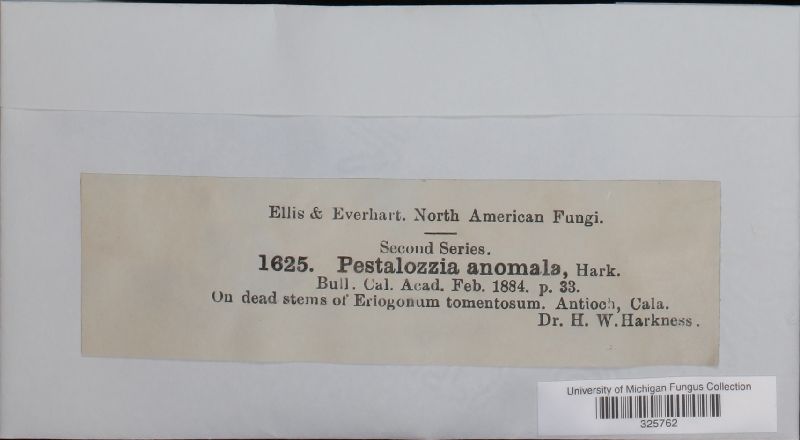 Ellis & Everhart. North American Fungi.
Second Series.
1625. Pestalozzia anomala, Hark.
Bull. Cal. Acad. Feb. 1884. p. 33.
On dead stems of Eriogonum tomentosum. Antioch, Cala.
Dr. H. W. Harkness.
University of Michigan Fungus Collection
325762